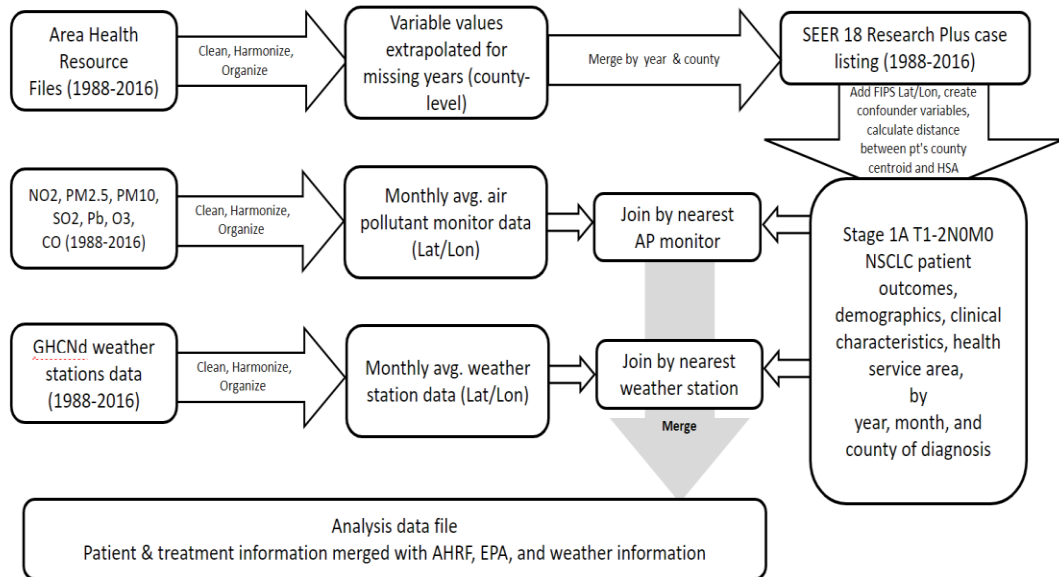 Area Health
Resource
Files (1988-2016)
Clean, Harmonize,
Organize
Variable values
extrapolated for
missing years (county-
level)
Merge by year & county
SEER 18 Research Plus case
listing (1988-2016)
Add FIPS Lat/Lon, create
confounder variables,
calculate distance
between pt's county
centroid and HSA
NO2, PM2.5, PM10,
SO2, Pb, O3,
CO (1988-2016)
Clean, Harmonize,
Organize
Monthly avg. air
pollutant monitor data
(Lat/Lon)
Join by nearest
AP monitor
Stage 1A T1-2N0M0
NSCLC patient
outcomes,
demographics, clinical
characteristics, health
service area,
by
year, month, and
county of diagnosis
GHCNd weather
stations data
(1988-2016)
Clean, Harmonize,
Organize
Monthly avg. weather
station data (Lat/Lon)
Join by nearest
weather station
Merge
Analysis data file
Patient & treatment information merged with AHRF, EPA, and weather information